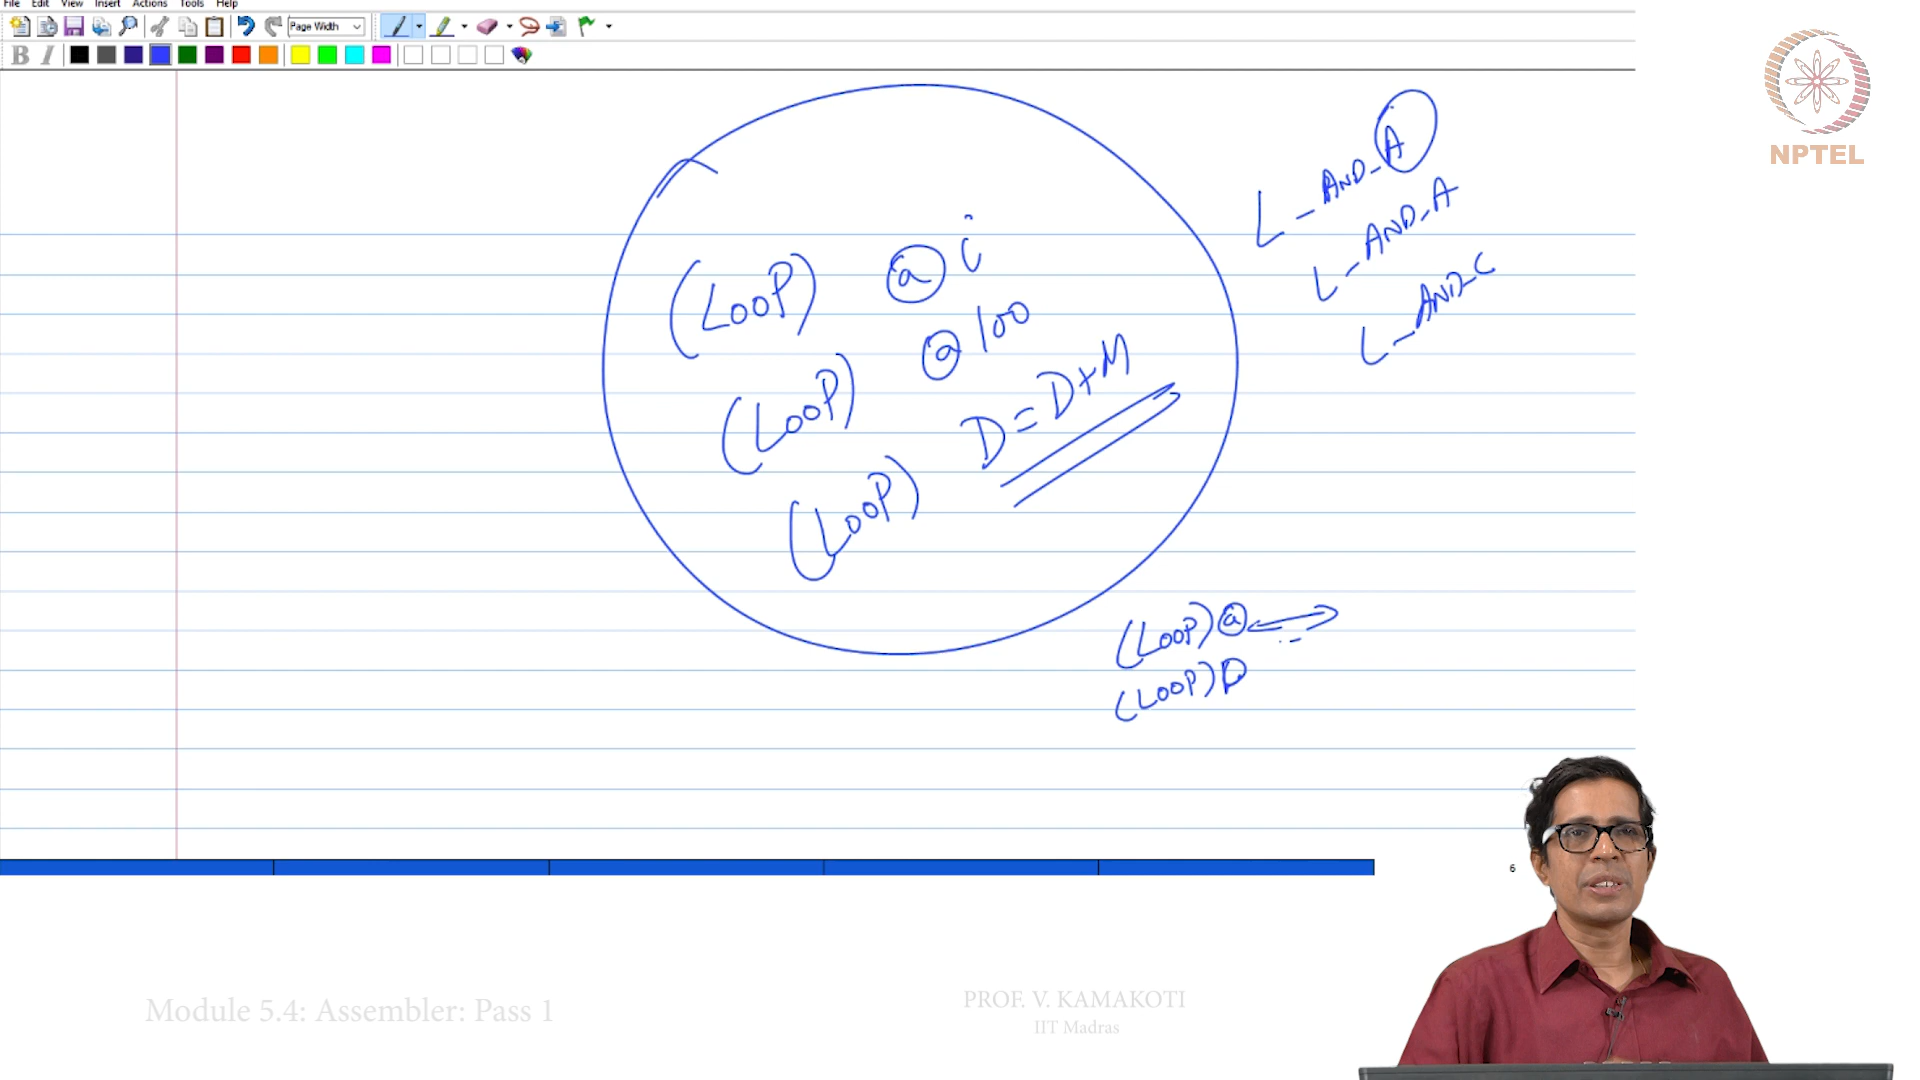 File Edit View Insert Actions Tools Help
Page Width
B I
NPTEL
L_AND_A
L_AND_A
L_AND_C
(LOOP) @ i
(LOOP) @ 100
(LOOP) D=D+M
(LOOP) @
(LOOP) D
6
Module 5.4: Assembler: Pass 1
PROF. V. KAMAKOTI
IIT Madras